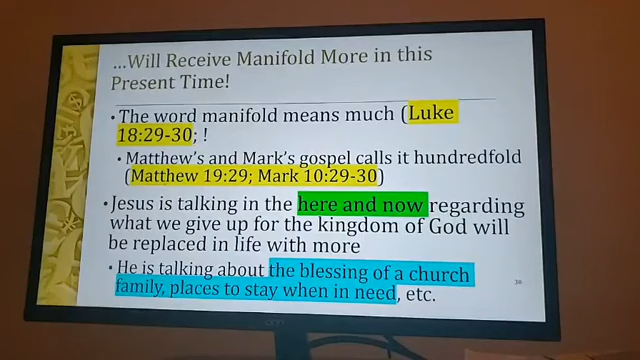 ...Will Receive Manifold More in this
Present Time!
• The word manifold means much (Luke
18:29-30; !
• Matthew's and Mark's gospel calls it hundredfold
(Matthew 19:29; Mark 10:29-30)
• Jesus is talking in the here and now regarding
what we give up for the kingdom of God will
be replaced in life with more
• He is talking about the blessing of a church
family, places to stay when in need, etc.